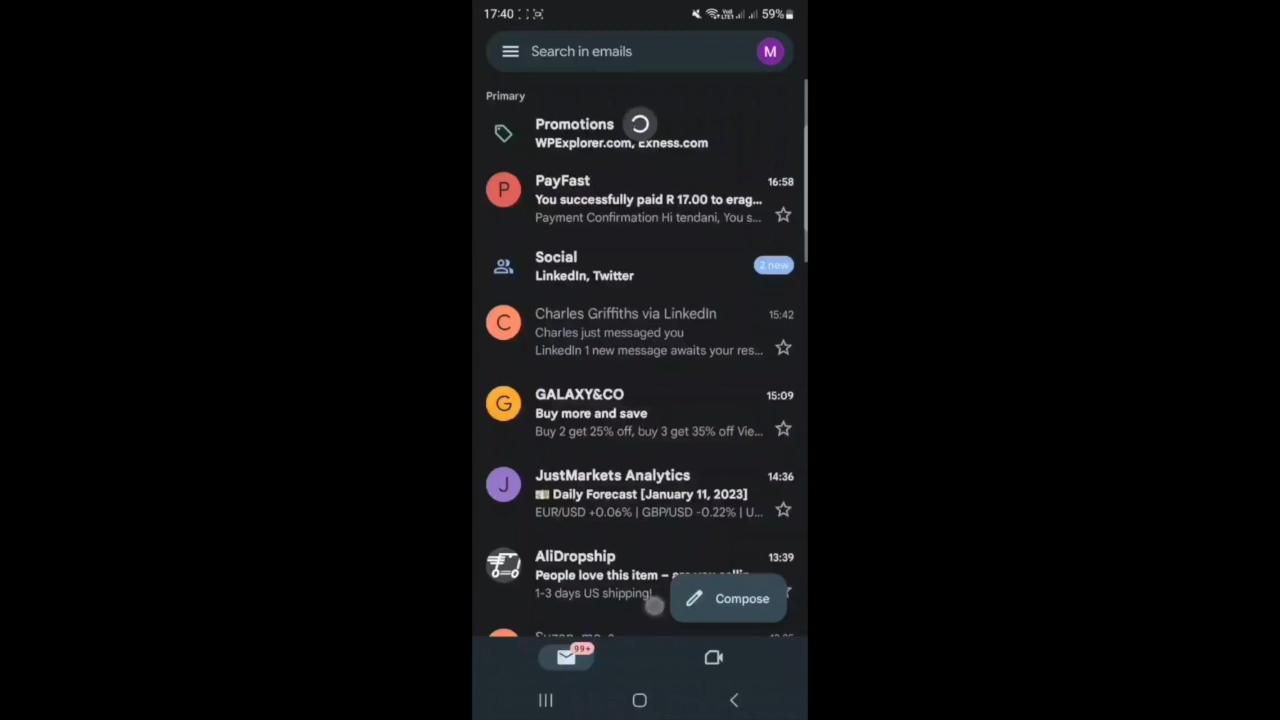 17:40 59%
Search in emails M
Primary
Promotions
WPExplorer.com, Exness.com
P PayFast 16:58
You successfully paid R 17.00 to erag...
Payment Confirmation Hi tendani, You s...
Social
LinkedIn, Twitter 2 new
C Charles Griffiths via LinkedIn 15:42
Charles just messaged you
LinkedIn 1 new message awaits your res...
G GALAXY&CO 15:09
Buy more and save
Buy 2 get 25% off, buy 3 get 35% off Vie...
J JustMarkets Analytics 14:36
Daily Forecast [January 11, 2023]
EUR/USD +0.06% | GBP/USD -0.22% | U...
AliDropship 13:39
People love this item –
1-3 days US shipping!
Compose
99+